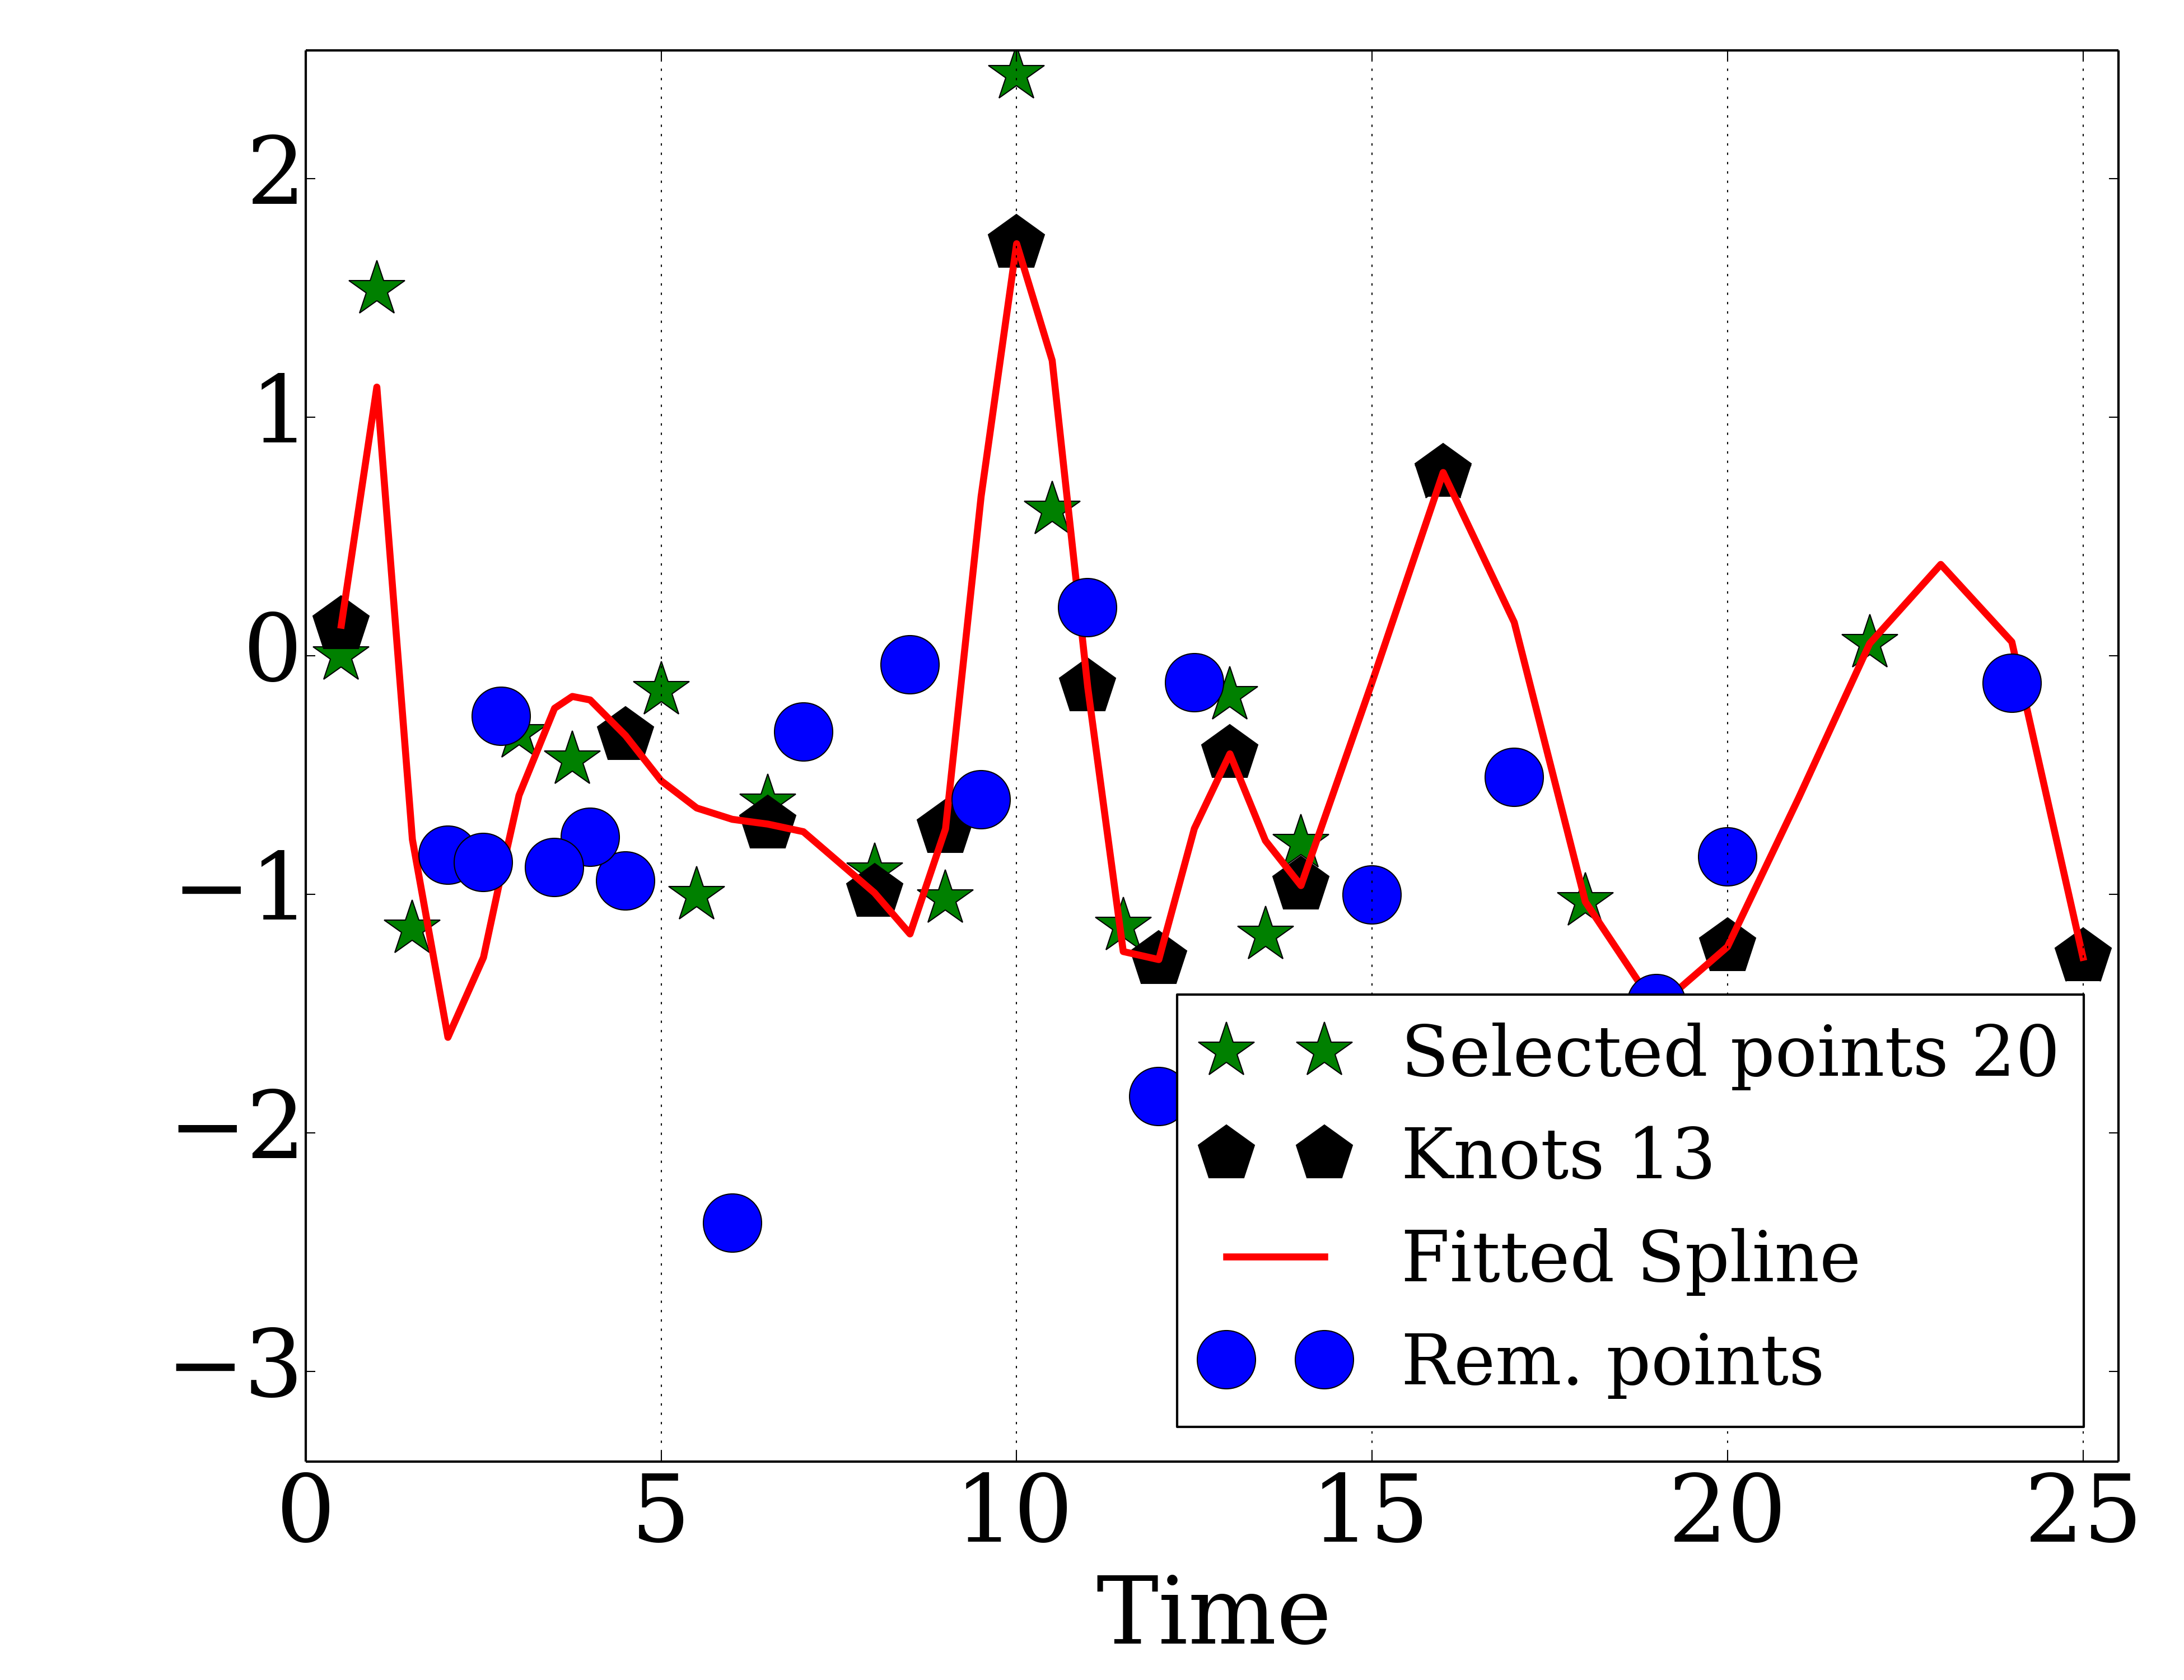 2
1
0
−1
−2
−3
0 5 10 15 20 25
Time
Selected points 20
Knots 13
Fitted Spline
Rem. points